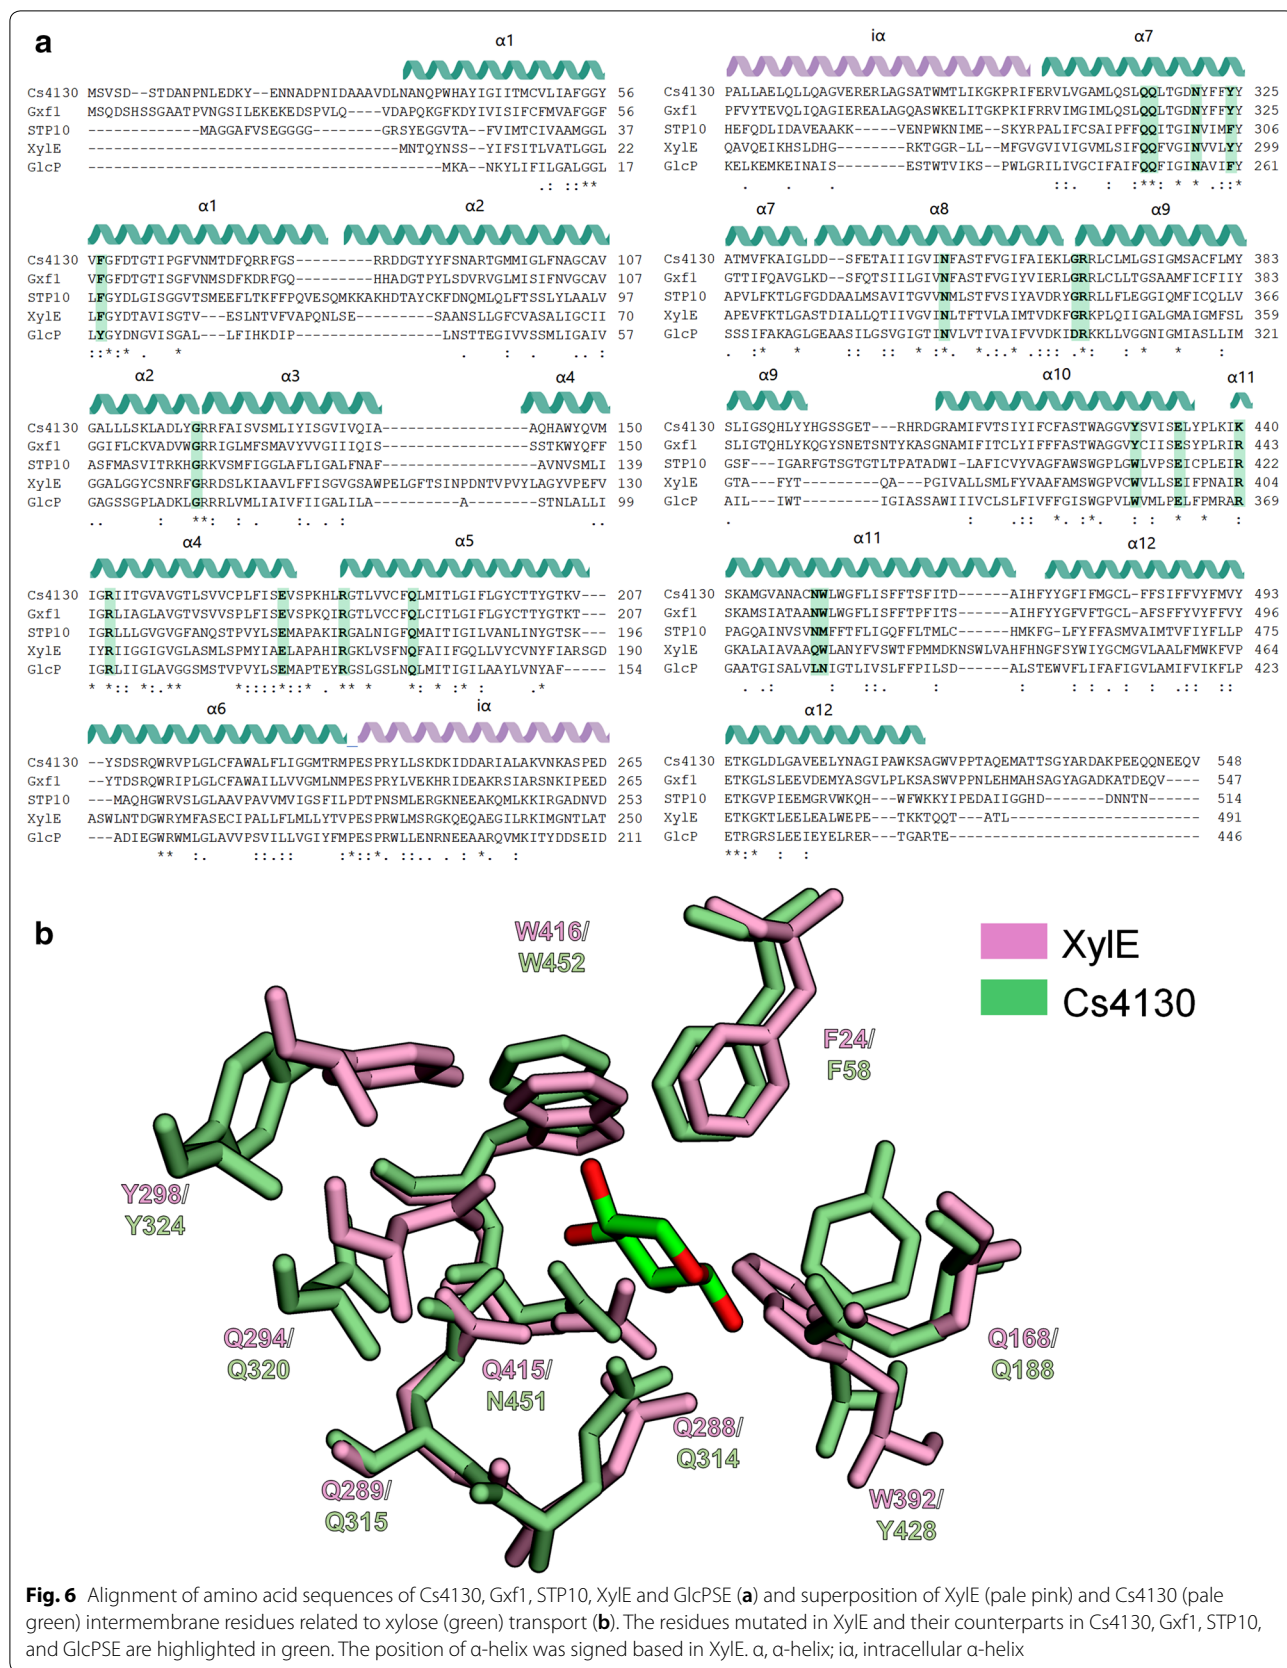 a
α1
Cs4130 MSVSD--STDANPNLEDKY--ENNADPNIDAAAVDLNANQPWHAYIGIITMCVLIAFGGY 56
Gxf1 MSQDSHSSGAATPVNGSILEKEKEDSPVLQ----VDAPQKGFKDYIVISIFCFMVAFGGF 56
STP10 -------------MAGGAFVSEGGGG-------GRSYEGGVTA--FVIMTCIVAAMGGL 37
XylE ------------------------------------MNTQYNSS--YIFSITLVATLGGL 22
GlcP -----------------------------------------MKA--NKYLIFILGALGGL 17
.: ::**
α1
α2
Cs4130 VFGFDTGTIPGFVNMTDFQRRFGS--------RRDDGTYYFSNARTGMMIGLFNAGCAV 107
Gxf1 VFGFDTGTISGFVNMSDFKDRFGQ--------HHADGTPYLSDVRVGLMISIFNVGCAV 107
STP10 LFGYDLGISGGVTSMEEFLTKFFPQVESQMKKAKHDTAYCKFDNQMLQLFTSSLYLAALV 97
XylE LFGYDTAVISGTV----ESLNTVFVAPQNLSE------SAANSLLGFCVASALIGCII 70
GlcP LYGYDNGVISGAL---LFIHKDIP----------LNSTTEGIVVSSMLIGAIV 57
::*:* . * . : . .. :
α2
α3
α4
Cs4130 GALLLSKLADLYGRRFAISVSMLIYISGVIVQIA----------------AQHAWYQVM 150
Gxf1 GGIFLCKVADVWGRRIGLMFSMAVYVVGIIIQIS----------------SSTKWYQFF 150
STP10 ASFMASVITRKHGRKVSMFIGGLAFLIGALFNAF----------------AVNVSMLI 139
XylE GGALGGYCSNRFGRRDSLKIAAVLFFISGVGSAWPELGFTSINPDNTVPVYLAGYVPEFV 130
GlcP GAGSSGPLADKLGRRRLVMLIAIVFIIGALILA---------A--------STNLALLI 99
.. : **: : :. . : ..
α4
α5
Cs4130 IGRIITGVAVGTLSVVCPLFISEVSPKHLRGTLVVCFQLMITLGIFLGYCTTYGTKV--- 207
Gxf1 IGRLIAGLAVGTVSVVSPLFISEVSPKQIRGTLVCCFQLCITLGIFLGYCTTYGTKT--- 207
STP10 IGRLLLGVGVGFANQSTPVYLSEMAPAKIRGALNIGFQMAITIGILVANLINYGTSK--- 196
XylE IYRIIGGIGVGLASMLSPMYIAELAPAHIRGKLVSFNQFAIIFGQLLVYCVNYFIARSGD 190
GlcP IGRLIIGLAVGGSMSTVPVYLSEMAPTEYRGSLGSLNQLMITIGILAAYLVNYAF----- 154
* *:: *:.** *::::*::* . ** * *: * :* : .*
α6
iα
Cs4130 --YSDSRQWRVPLGLCFAWALFLIGGMTRMPESPRYLLSKDKIDDARIALAKVNKASPED 265
Gxf1 --YTDSRQWRIPLGLCFAWAILLVVGMLNMPESPRYLVGKHRIDEAKRSIARSNKIPEED 265
STP10 ---MAQHGWRVSLGLAAVPAVVMVIGSFILPDTPNSMLERGKNEEAKQMLKKIRGADNVD 253
XylE ASWLNTDGWRYMFASECIPALLFLMLLYTVPESPRWLMSRGKQEQAEGILRKIMGNTLAT 250
GlcP ---ADIEGWRWMLGLAVVPSVILLVGIYFMPESPRWLLENRNEEAARQVMKITYDDSEID 211
** :. ::.:: :*::*. ::. . : *. :
iα
α7
Cs4130 PALLAELQLLQAGVERERLAGSATWMTLIKGKPRIFERVLVGAMLQSLQQLTGDNYFFYY 325
Gxf1 PFVYTEVQLIQAGIEREALAGQASWKELITGKPKIFRRVIMGIMLQSLQQLTGDNYFFYY 325
STP10 HEFQDLIDAVEAAKK------VENPWKNIME--SKYRPALIFCSAIPFFQQITGINVIMFY 306
XylE QAVQEIKHSLDHG-------RKTGGR-LL--MFGVGVIVIGVMLSIFQQFVGINVVLYY 299
GlcP KELKEMKEINAIS-------ESTWTVIKS--PWLGRILIVGCIFAIFQQFIGINAVIFY 261
. . : ::. : :**: * * .::*
α7
α8
α9
Cs4130 ATMVFKAIGLDD--SFETAIIIGVINFASTFVGIFAIEKLGRRLCLMLGSIGMSACFLMY 383
Gxf1 GTTIFQAVGLKD--SFQTSIILGIVNFASTFVGIYAIERLGRRLCLLTGSAAMFICFIIY 383
STP10 APVLFKTLGFGDDAALMSAVITGVVNMLSTFVSIYAVDRYGRRLLFLEGGIQMFICQLLV 366
XylE APEVFKTLGASTDIALLQTIIVGVINLTFTVLAIMTVDKFGRKPLQIIGALGMAIGMFSL 359
GlcP SSSIFAKAGLGEAASILGSVGIGTINVLVTIVAIFVVDKIDRKKLLVGGNIGMIASLLIM 321
. :* * :: :: * :*. *.:.* .::: .*: : * * :
α9
α10
α11
Cs4130 SLIGSQHLYYHGSSGET--RHRDGRAMIFVTSIYIFCFASTWAGGVYSVISELYPLKIK 440
Gxf1 SLIGTQHLYKQGYSNETSNTYKASGNAMIFITCLYIFFFASTWAGGVYCIISESYPLRIR 443
STP10 GSF---IGARFGTSGTGTLTPATADWI-LAFICVYVAGFAWSWGPLGWLVPSEICPLEIR 422
XylE GTA--FYT-------QA--PGIVALLSMLFYVAAFAMSWGPVCWVLLSEIFPNAIR 404
GlcP AIL---IWT------IGIASSAWIIIVCLSLFIVFFGISWGPVLWVMLPELFPMRAR 369
. : .:: *. *.. : : * :
α11
α12
Cs4130 SKAMGVANACNWLWGFLISFFTSFITD------AIHFYYGFIFMGCL-FFSIFFVYFMVY 493
Gxf1 SKAMSIATAANWLWGFLISFFTPFITS------AIHFYYGFVFTGCL-AFSFFYVYFFVY 496
STP10 PAGQAINVSVNMFFTFLIGQFFLTMLC------HMKFG-LFYFFASMVAIMTVFIYFLLP 475
XylE GKALAIAVAAQWLANYFVSWTFPMMDKNSWLVAHFHNGFSYWIYGCMGVLAALFMWKFVP 464
GlcP GAATGISALVLNIGTLIVSLFFPILSD------ALSTEWVFLIFAFIGVLAMIFVIKFLP 423
. .: : ::. : : : . : : .:: ::
α12
Cs4130 ETKGLDLGAVEELYNAGIPAWKSAGWVPPTAQEMATTSGYARDAKPEEQQNEEQV 548
Gxf1 ETKGLSLEEVDEMYASGVLPLKSASWVPPNLEHMAHSAGYAGADKATDEQV---- 547
STP10 ETKGVPIEEMGRVWKQH---WFWKKYIPEDAIIGGHD-------DNNTN------ 514
XylE ETKGKTLEELEALWEPE---TKKTQQT---ATL---------------------- 491
GlcP ETRGRSLEEIEYELRER---TGARTE----------------------------- 446
**:* : :
b
XylE
Cs4130
W416/
W452
F24/
F58
Y298/
Y324
Q294/
Q320
Q415/
N451
Q168/
Q188
Q288/
Q314
Q289/
Q315
W392/
Y428
Fig. 6 Alignment of amino acid sequences of Cs4130, Gxf1, STP10, XylE and GlcPSE (a) and superposition of XylE (pale pink) and Cs4130 (pale
green) intermembrane residues related to xylose (green) transport (b). The residues mutated in XylE and their counterparts in Cs4130, Gxf1, STP10,
and GlcPSE are highlighted in green. The position of α-helix was signed based in XylE. α, α-helix; iα, intracellular α-helix